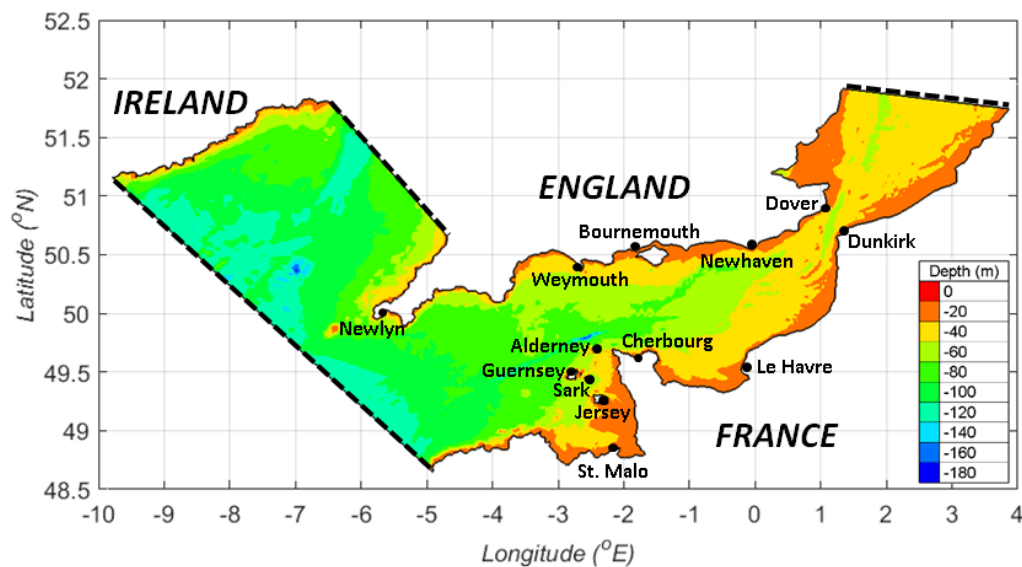 52.5
52
51.5
51
50.5
50
49.5
49
48.5
Latitude (°N)
IRELAND
ENGLAND
Dover
Bournemouth
Dunkirk
Newhaven
Weymouth
Newlyn
Alderney
Cherbourg
Guernsey
Le Havre
Sark
Jersey
FRANCE
St. Malo
Depth (m)
0
-20
-40
-60
-80
-100
-120
-140
-160
-180
-10 -9 -8 -7 -6 -5 -4 -3 -2 -1 0 1 2 3 4
Longitude (°E)